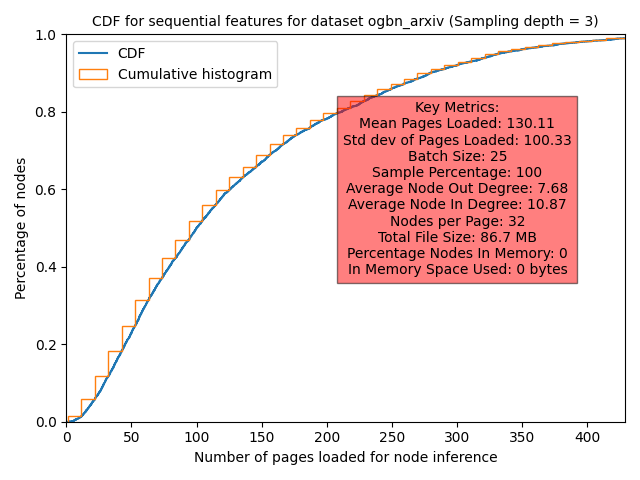 CDF for sequential features for dataset ogbn_arxiv (Sampling depth = 3)
1.0
0.8
0.6
0.4
0.2
0.0
Percentage of nodes
CDF
Cumulative histogram
Key Metrics:
Mean Pages Loaded: 130.11
Std dev of Pages Loaded: 100.33
Batch Size: 25
Sample Percentage: 100
Average Node Out Degree: 7.68
Average Node In Degree: 10.87
Nodes per Page: 32
Total File Size: 86.7 MB
Percentage Nodes In Memory: 0
In Memory Space Used: 0 bytes
0 50 100 150 200 250 300 350 400
Number of pages loaded for node inference